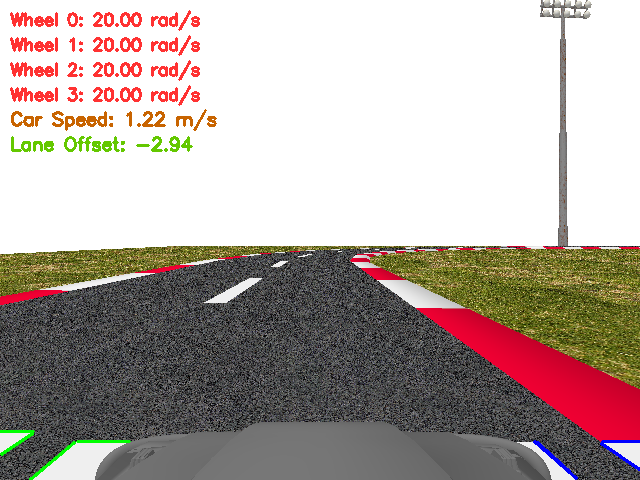 Wheel 0: 20.00 rad/s
Wheel 1: 20.00 rad/s
Wheel 2: 20.00 rad/s
Wheel 3: 20.00 rad/s
Car Speed: 1.22 m/s
Lane Offset: -2.94